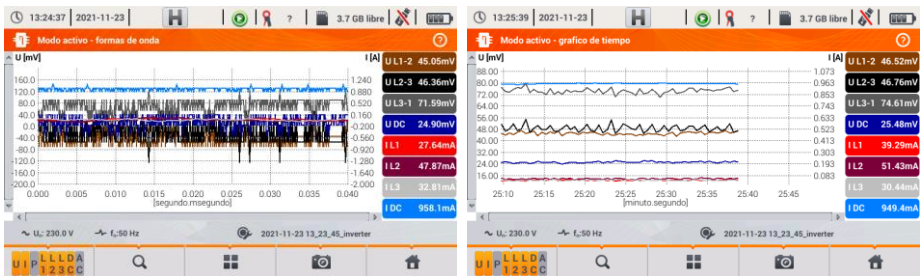 13:24:37 2021-11-23 H ? 3.7 GB libre
Modo activo - formas de onda
U [mV] I [A]
160.0
120.0
80.0
40.0
0.0
-40.0
-80.0
-160.0
-200.0
1.240
0.880
0.520
0.160
-0.200
-0.560
-0.920
-1.280
-1.640
-2.000
0.000 0.005 0.010 0.015 0.020 0.025 0.030 0.035 0.040
[segundo.msegundo]
U L1-2 45.05mV
U L2-3 46.36mV
U L3-1 71.59mV
U DC 24.90mV
I L1 27.64mA
I L2 47.87mA
I L3 32.81mA
I DC 958.1mA
Uₙ: 230.0 V fₙ: 50 Hz 2021-11-23 13_23_45_inverter
U I P L L L D A
1 2 3 C C
13:25:39 2021-11-23 H ? 3.7 GB libre
Modo activo - grafico de tiempo
U [mV] I [A]
88.00
80.00
72.00
64.00
56.00
48.00
40.00
32.00
24.00
16.00
1.073
0.963
0.853
0.743
0.633
0.523
0.413
0.303
0.193
0.083
25:10 25:15 25:20 25:25 25:30 25:35 25:40 25:45
[minuto.segundo]
U L1-2 46.52mV
U L2-3 46.76mV
U L3-1 74.61mV
U DC 25.48mV
I L1 39.29mA
I L2 51.43mA
I L3 30.44mA
I DC 949.4mA
Uₙ: 230.0 V fₙ: 50 Hz 2021-11-23 13_23_45_inverter
U I P L L L D A
1 2 3 C C